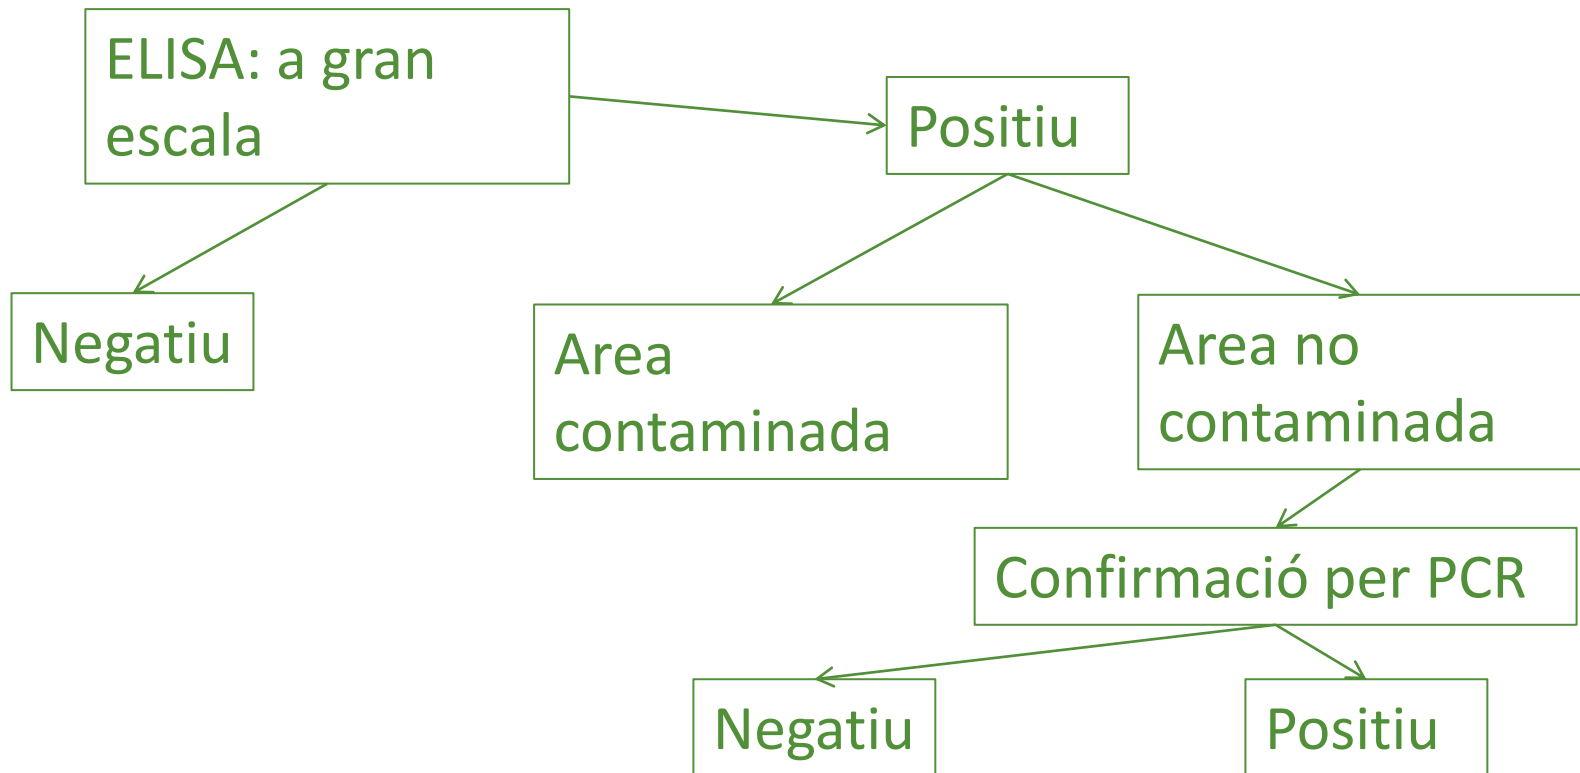 ELISA: a gran
escala
Positiu
Negatiu
Area
contaminada
Area no
contaminada
Confirmació per PCR
Negatiu
Positiu